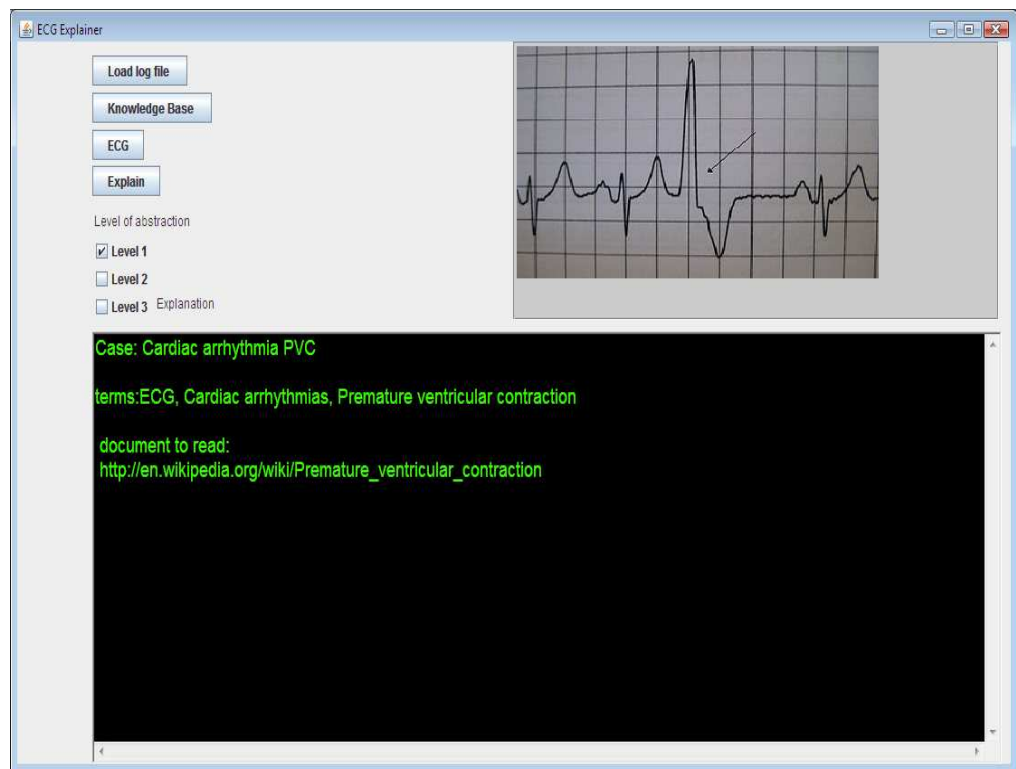 ECG Explainer
Load log file
Knowledge Base
ECG
Explain
Level of abstraction
Level 1
Level 2
Level 3 Explanation
Case: Cardiac arrhythmia PVC
terms:ECG, Cardiac arrhythmias, Premature ventricular contraction
document to read:
http://en.wikipedia.org/wiki/Premature_ventricular_contraction